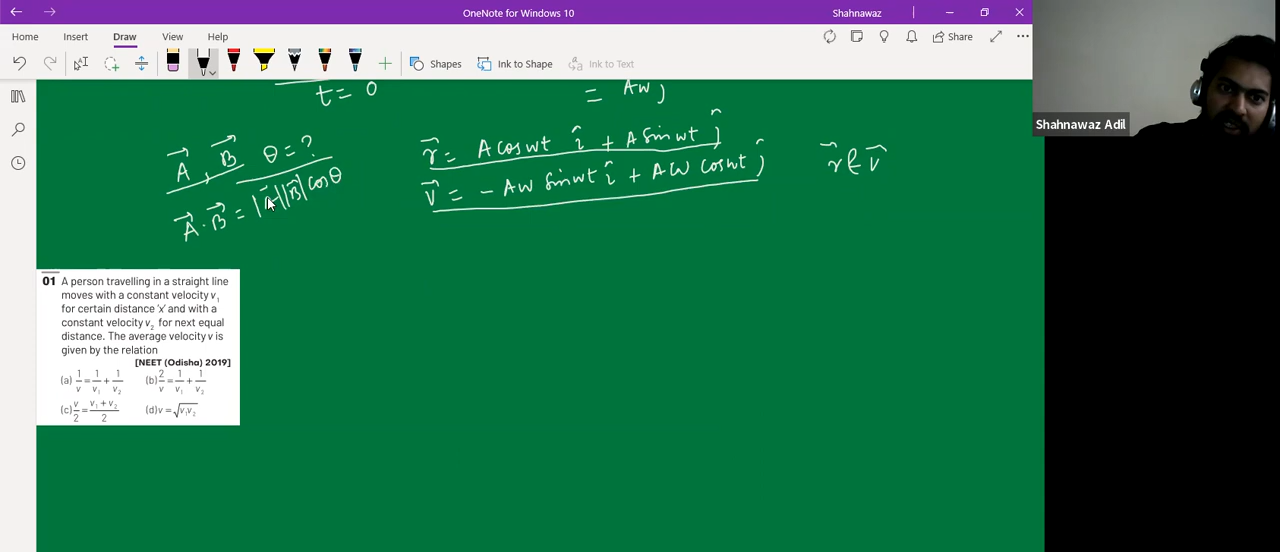 OneNote for Windows 10
Shahnawaz
Home Insert Draw View Help
Share
Shapes
Ink to Shape
Ink to Text
t = 0
= Aω j
A⃗ , B⃗ θ = ?
A⃗ · B⃗ = |A⃗||B⃗| cosθ
r⃗ = A cos ωt î + A sin ωt ĵ
v⃗ = - Aω sin ωt î + Aω cos ωt ĵ
r⃗ & v⃗
01 A person travelling in a straight line
moves with a constant velocity v₁
for certain distance 'x' and with a
constant velocity v₂ for next equal
distance. The average velocity v is
given by the relation
[NEET (Odisha) 2019]
(a) 1/v = 1/v₁ + 1/v₂ (b) 2/v = 1/v₁ + 1/v₂
(c) v/2 = v₁ + v₂/2 (d) v = √v₁v₂
Shahnawaz Adil